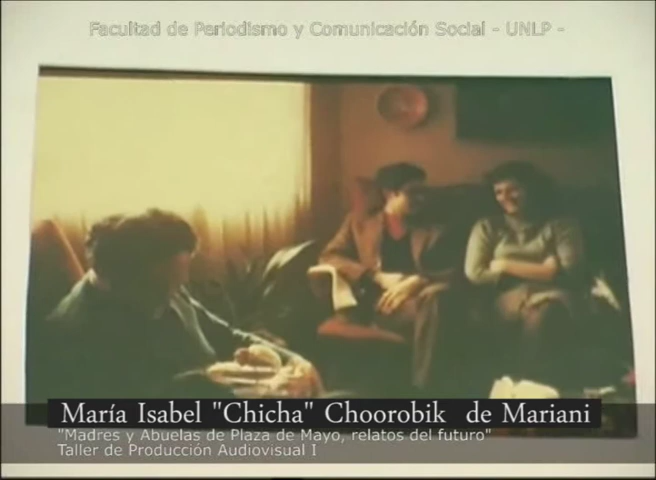 Facultad de Periodismo y Comunicación Social - UNLP -
María Isabel "Chicha" Choorobik de Mariani
"Madres y Abuelas de Plaza de Mayo, relatos del futuro"
Taller de Producción Audiovisual I